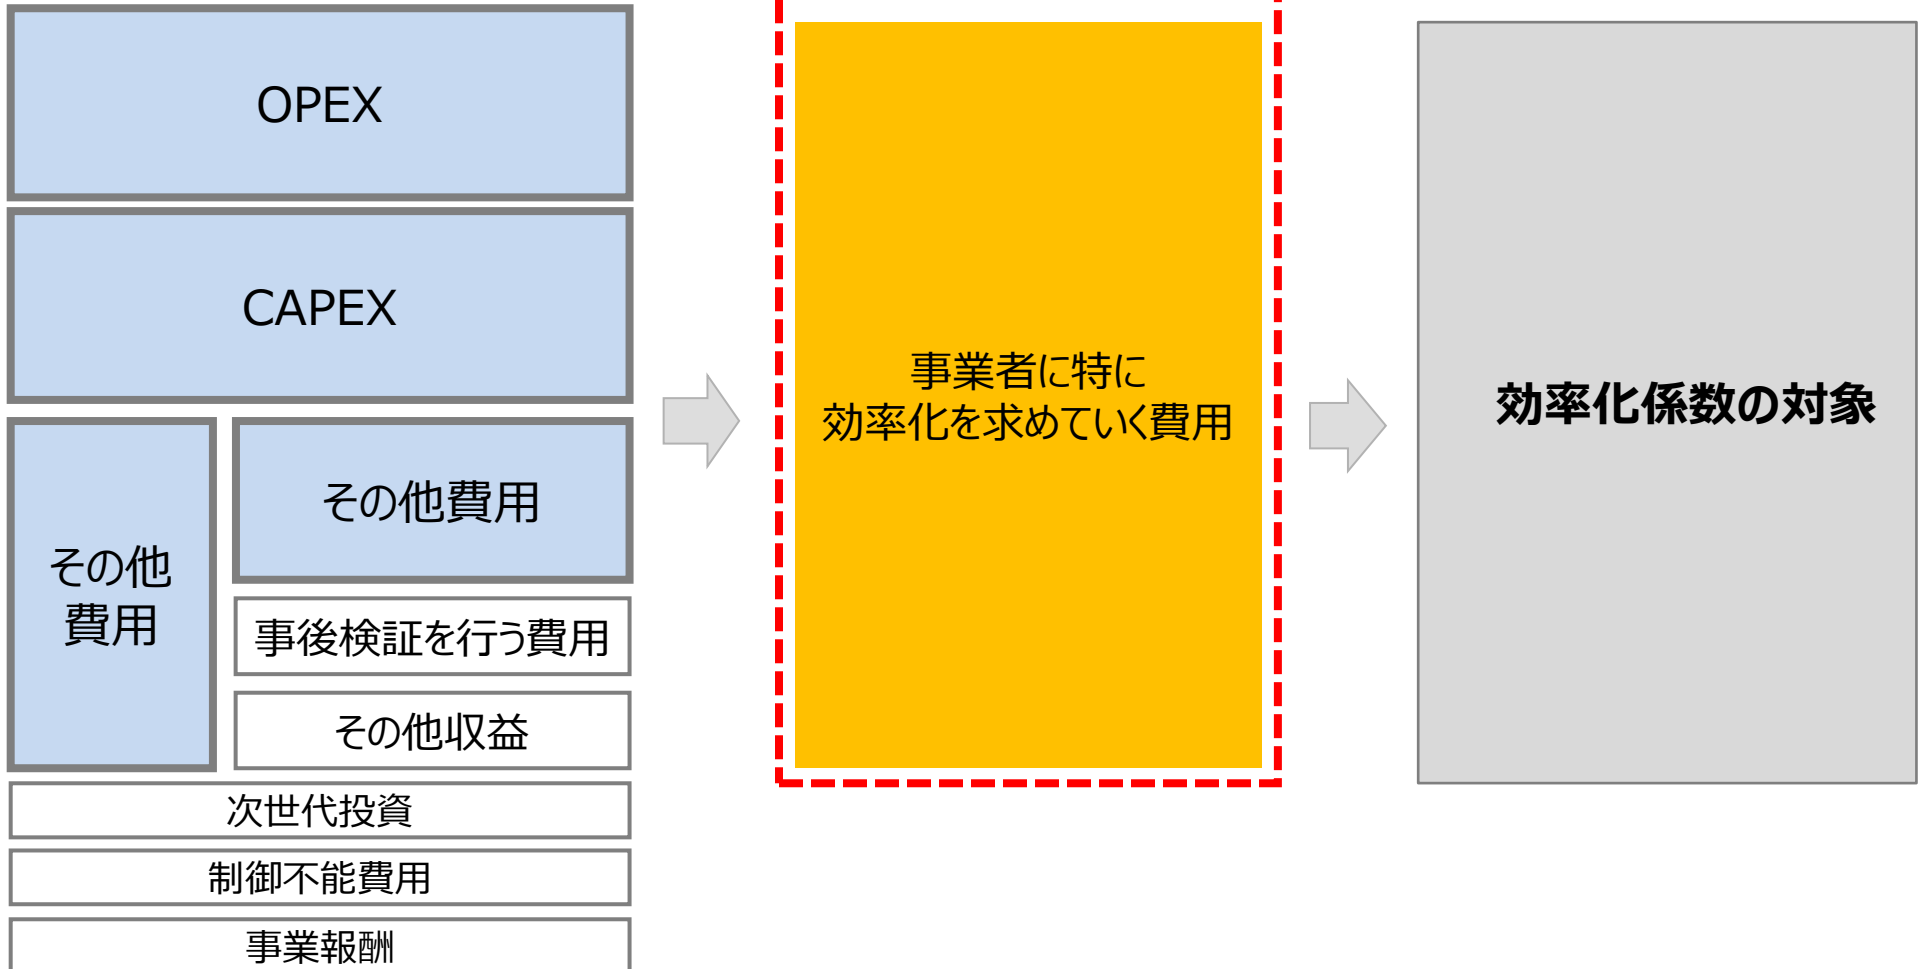 OPEX
CAPEX
その他
費用
その他費用
事後検証を行う費用
その他収益
次世代投資
制御不能費用
事業報酬
事業者に特に
効率化を求めていく費用
効率化係数の対象